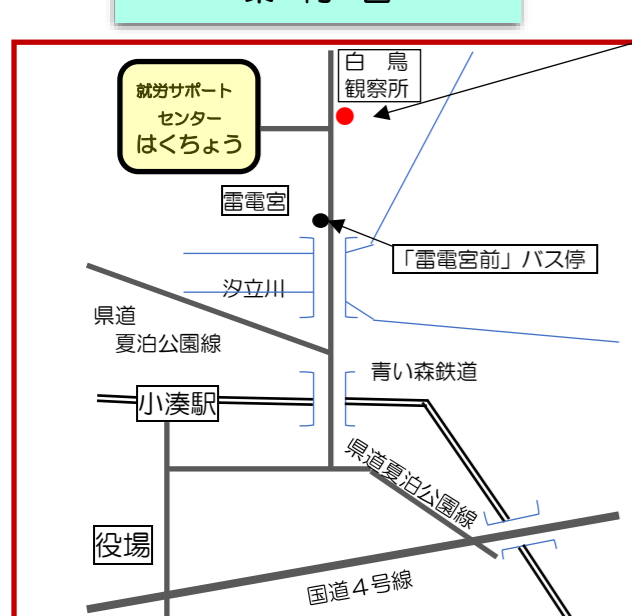 案内図
白鳥
観察所
就労サポート
センター
はくちょう
雷電宮
「雷電宮前」バス停
汐立川
県道
夏泊公園線
青い森鉄道
小湊駅
県道夏泊公園線
役場
国道4号線